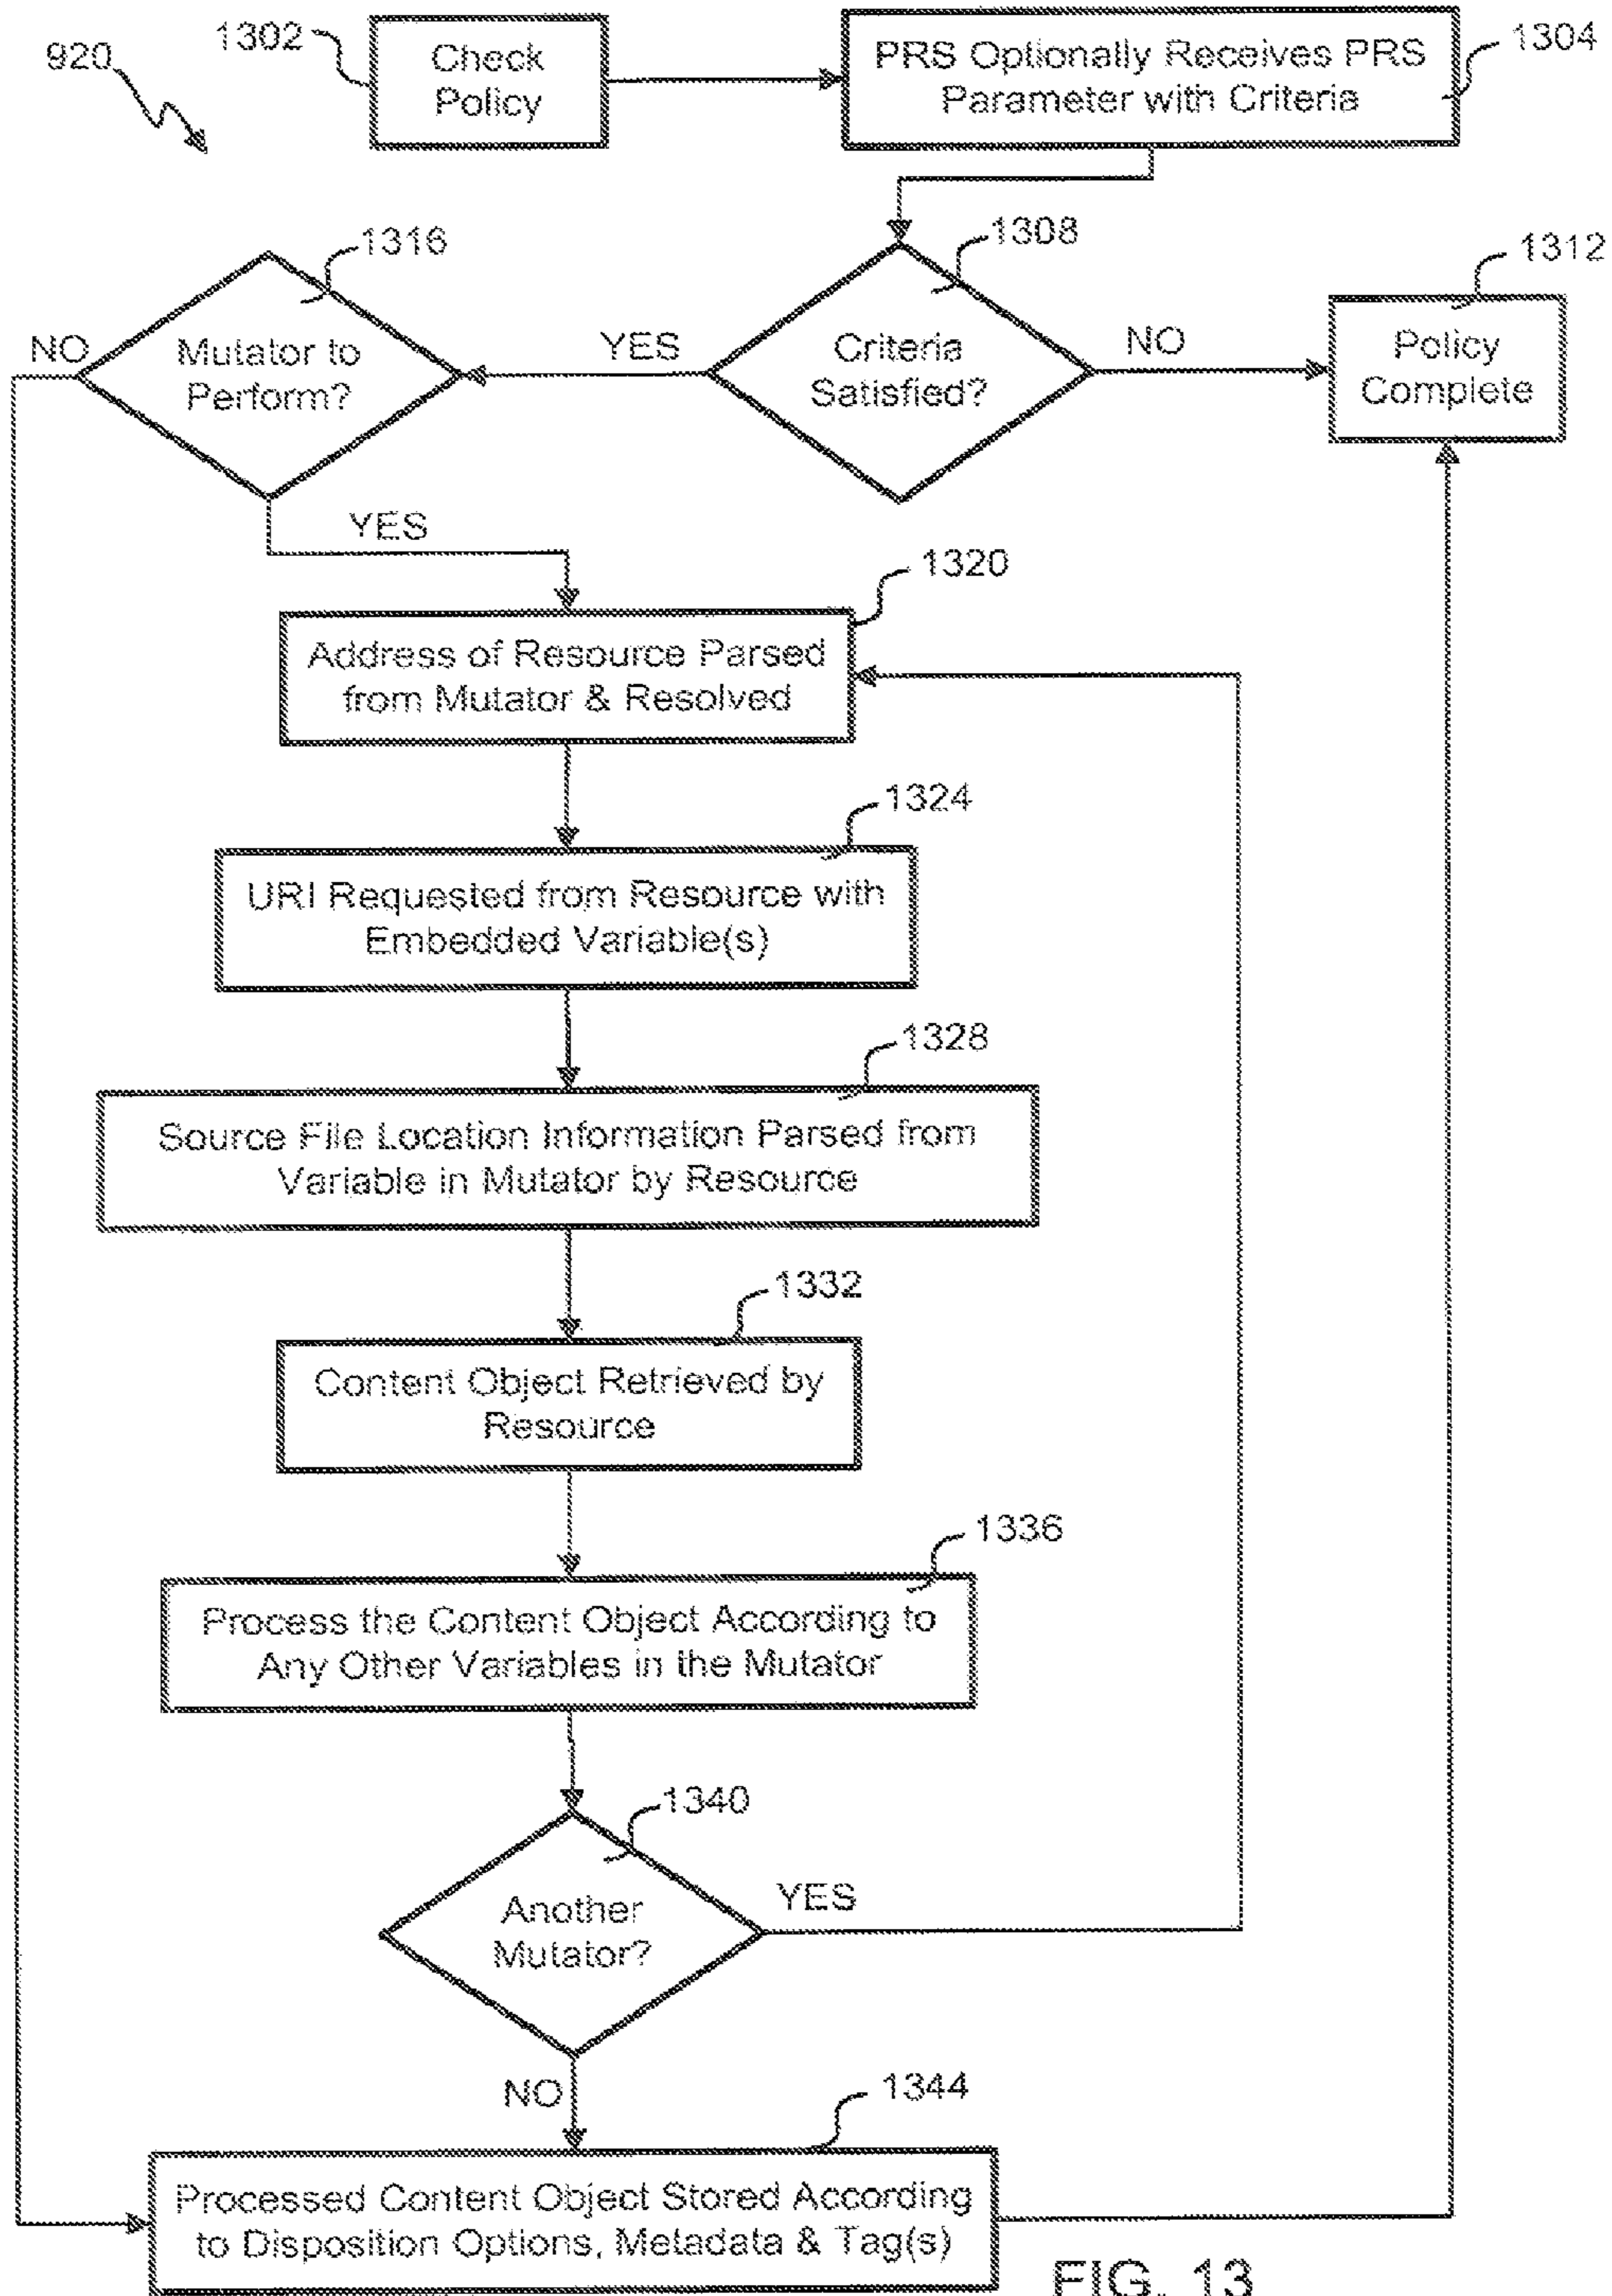 920
1302
Check
Policy
PRS Optionally Receives PRS
Parameter with Criteria
1304
1316
1308
1312
NO
Mutator to
Perform?
YES
Criteria
Satisfied?
NO
Policy
Complete
YES
1320
Address of Resource Parsed
from Mutator & Resolved
1324
URI Requested from Resource with
Embedded Variable(s)
1328
Source File Location Information Parsed from
Variable in Mutator by Resource
1332
Content Object Retrieved by
Resource
1336
Process the Content Object According to
Any Other Variables in the Mutator
1340
Another
Mutator?
YES
NO
1344
Processed Content Object Stored According
to Disposition Options, Metadata & Tag(s)
FIG. 13